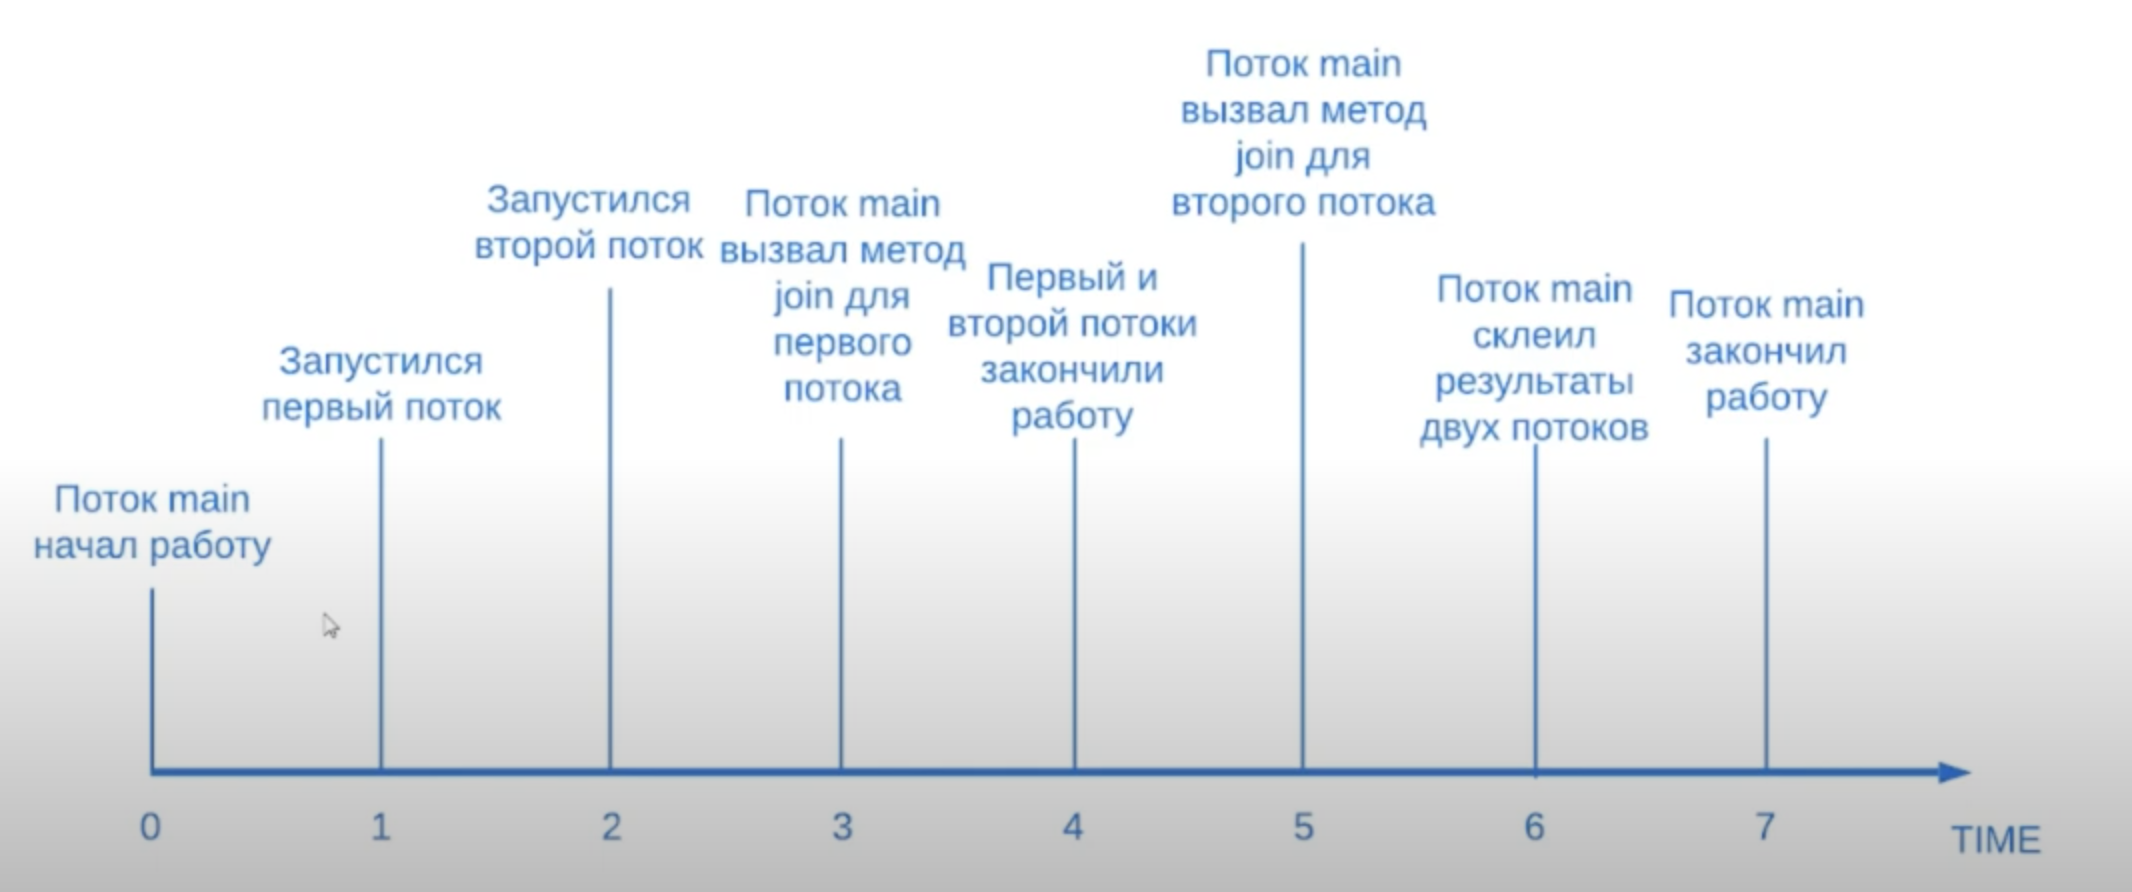 Поток main
начал работу
Запустился
первый поток
Запустился
второй поток
Поток main
вызвал метод
join для
первого
потока
Первый и
второй потоки
закончили
работу
Поток main
вызвал метод
join для
второго потока
Поток main
склеил
результаты
двух потоков
Поток main
закончил
работу
0 1 2 3 4 5 6 7 TIME